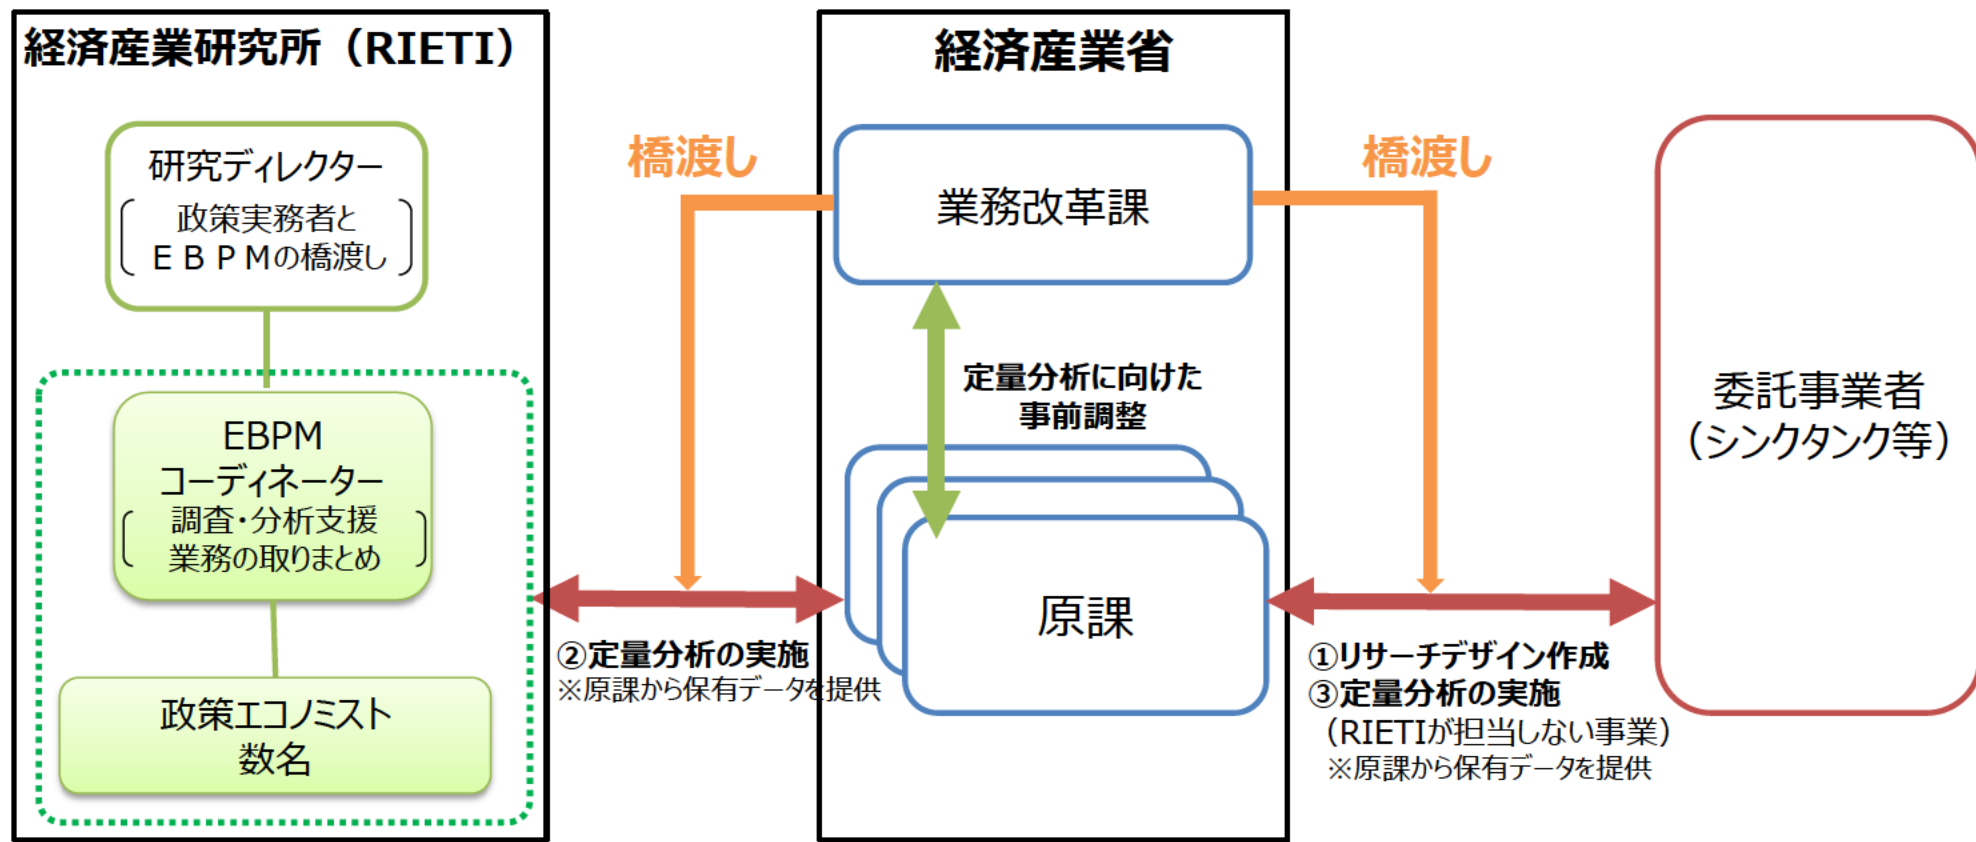 経済産業研究所（RIETI）
研究ディレクター
政策実務者と
ＥＢＰＭの橋渡し
EBPM
コーディネーター
調査・分析支援
業務の取りまとめ
政策エコノミスト
数名
橋渡し
②定量分析の実施
※原課から保有データを提供
経済産業省
業務改革課
定量分析に向けた
事前調整
原課
橋渡し
①リサーチデザイン作成
③定量分析の実施
（RIETIが担当しない事業）
※原課から保有データを提供
委託事業者
（シンクタンク等）